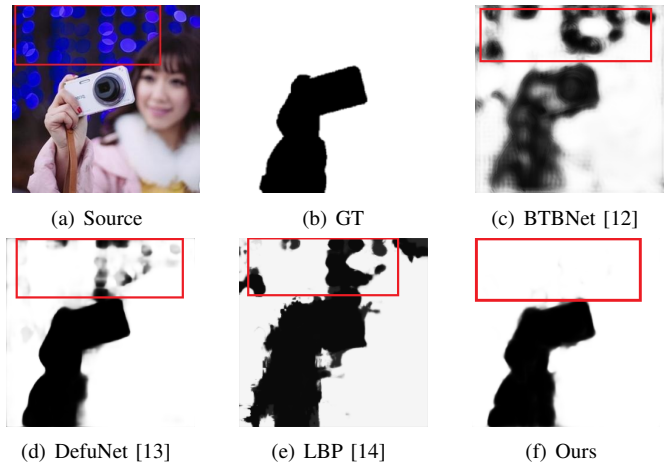 (a) Source
(b) GT
(c) BTBNet [12]
(d) DefuNet [13]
(e) LBP [14]
(f) Ours